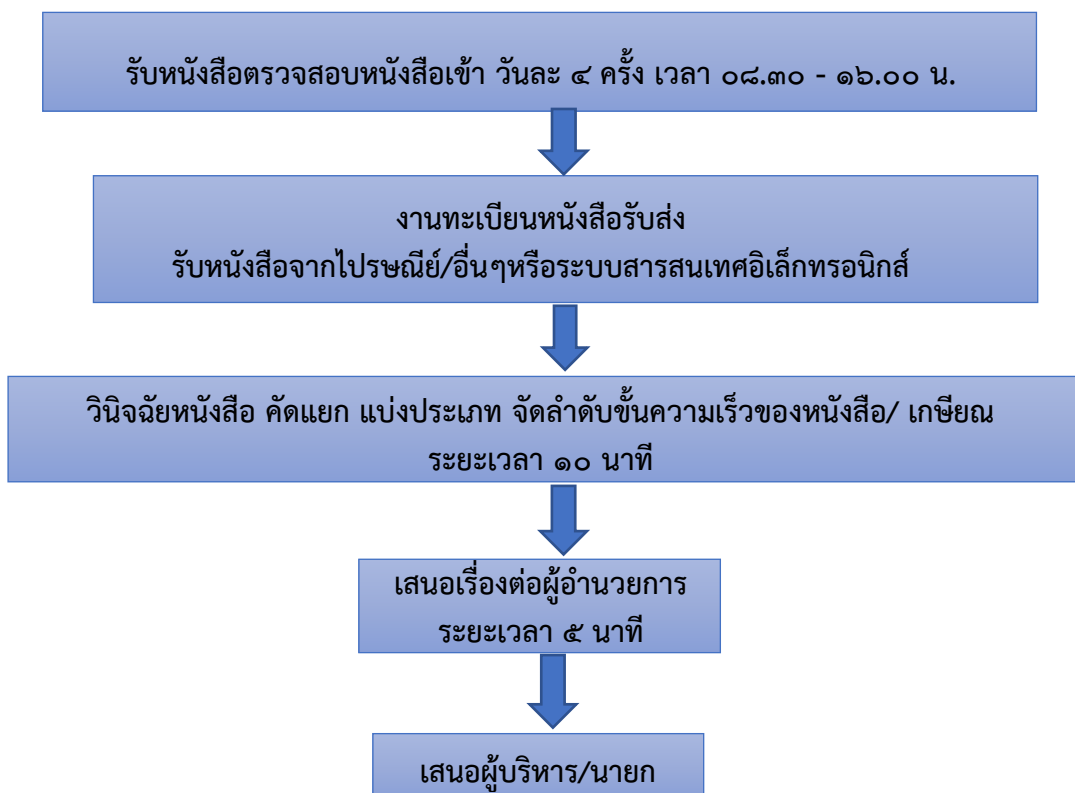 รับหนังสือตรวจสอบหนังสือเข้า วันละ ๔ ครั้ง เวลา ๐๘.๓๐ - ๑๖.๐๐ น.
งานทะเบียนหนังสือรับส่ง
รับหนังสือจากไปรษณีย์/อื่นๆหรือระบบสารสนเทศอิเล็กทรอนิกส์
วินิจฉัยหนังสือ คัดแยก แบ่งประเภท จัดลำดับขั้นความเร็วของหนังสือ/ เกษียณ
ระยะเวลา ๑๐ นาที
เสนอเรื่องต่อผู้อำนวยการ
ระยะเวลา ๕ นาที
เสนอผู้บริหาร/นายก